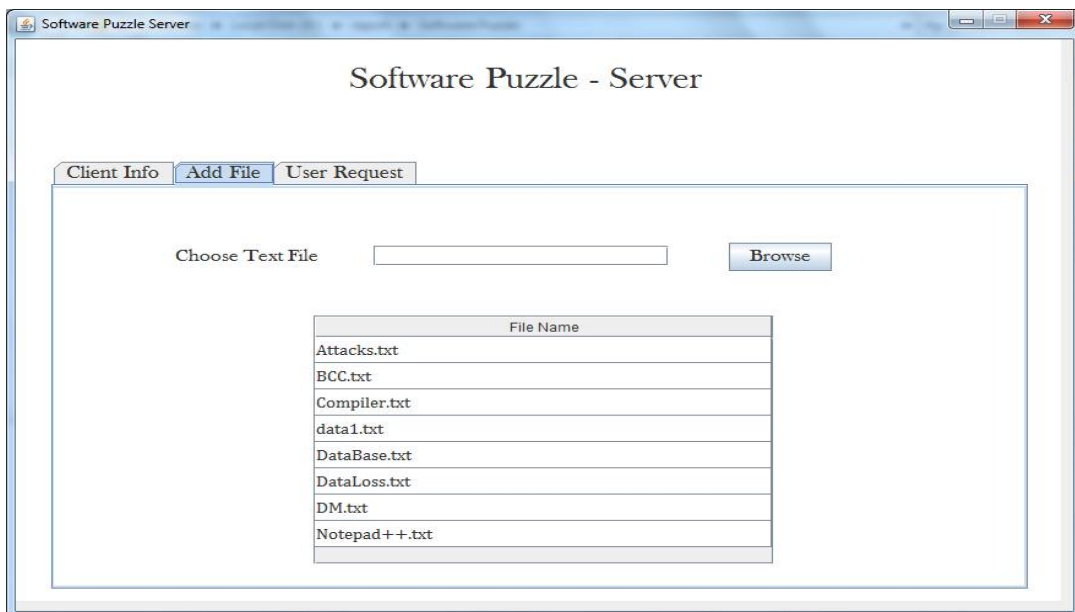 Software Puzzle Server
Software Puzzle - Server
Client Info Add File User Request
Choose Text File Browse
File Name
Attacks.txt
BCC.txt
Compiler.txt
data1.txt
DataBase.txt
DataLoss.txt
DM.txt
Notepad++.txt